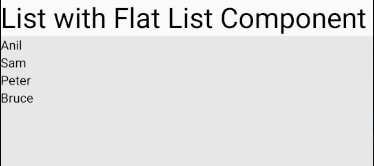 List with Flat List Component
Anil
Sam
Peter
Bruce